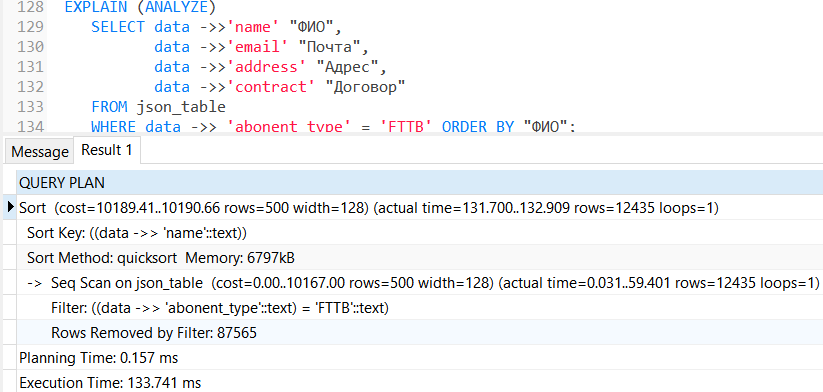 128 EXPLAIN (ANALYZE)
129 SELECT data ->>'name' "ФИО",
130 data ->>'email' "Почта",
131 data ->>'address' "Адрес",
132 data ->>'contract' "Договор"
133 FROM json_table
134 WHERE data ->> 'abonent_type' = 'FTTB' ORDER BY "ФИО";
Message Result 1
QUERY PLAN
Sort (cost=10189.41..10190.66 rows=500 width=128) (actual time=131.700..132.909 rows=12435 loops=1)
Sort Key: ((data ->> 'name'::text))
Sort Method: quicksort Memory: 6797kB
-> Seq Scan on json_table (cost=0.00..10167.00 rows=500 width=128) (actual time=0.031..59.401 rows=12435 loops=1)
Filter: ((data ->> 'abonent_type'::text) = 'FTTB'::text)
Rows Removed by Filter: 87565
Planning Time: 0.157 ms
Execution Time: 133.741 ms